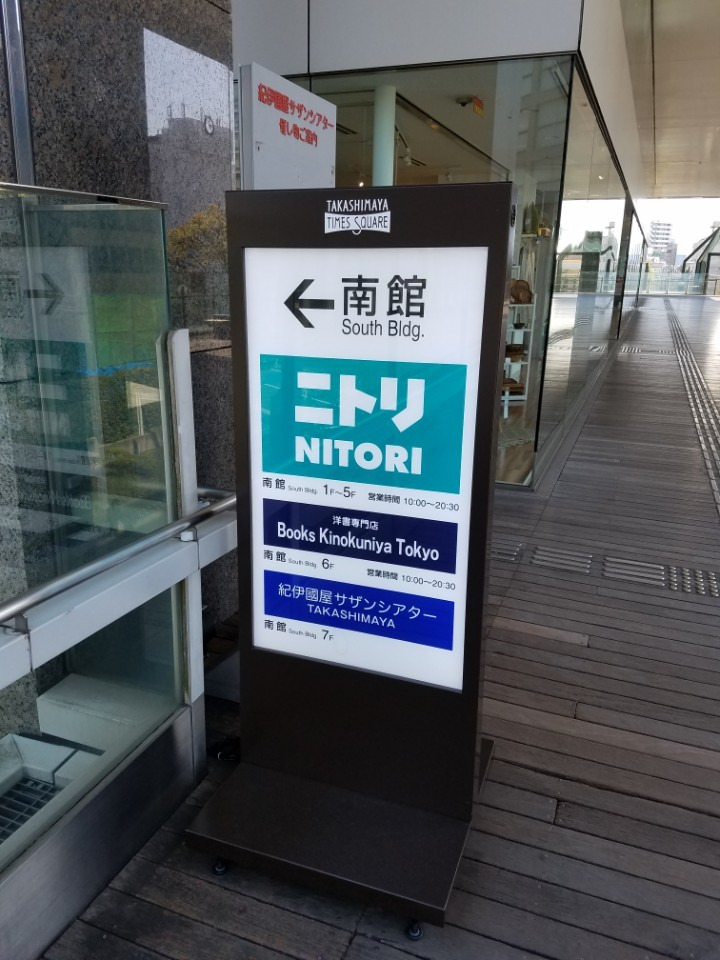 紀伊國屋サザンシアター
催し物ご案内
TAKASHIMAYA
TIMES SQUARE
← 南館
South Bldg.
ニトリ
NITORI
南館 South Bldg. 1F～5F 営業時間 10:00～20:30
洋書専門店
Books Kinokuniya Tokyo
南館 South Bldg. 6F 営業時間 10:00～20:30
紀伊國屋サザンシアター
TAKASHIMAYA
南館 South Bldg. 7F